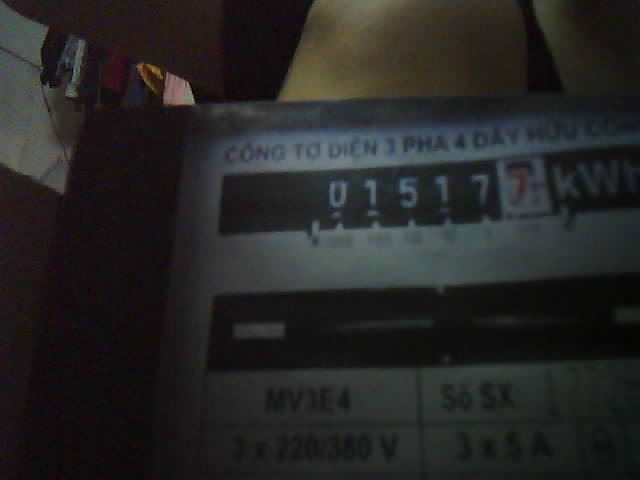 CÔNG TƠ ĐIỆN 3 PHA 4 DÂY HỮU CÔNG
0 1 5 1 7 7 kWh
MV3E4 Số SX
3 x 220/380 V 3 x 5 A